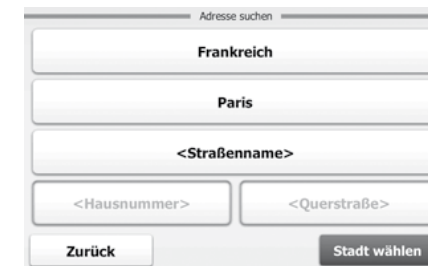 Adresse suchen
Frankreich
Paris
<Straßenname>
<Hausnummer> <Querstraße>
Zurück Stadt wählen